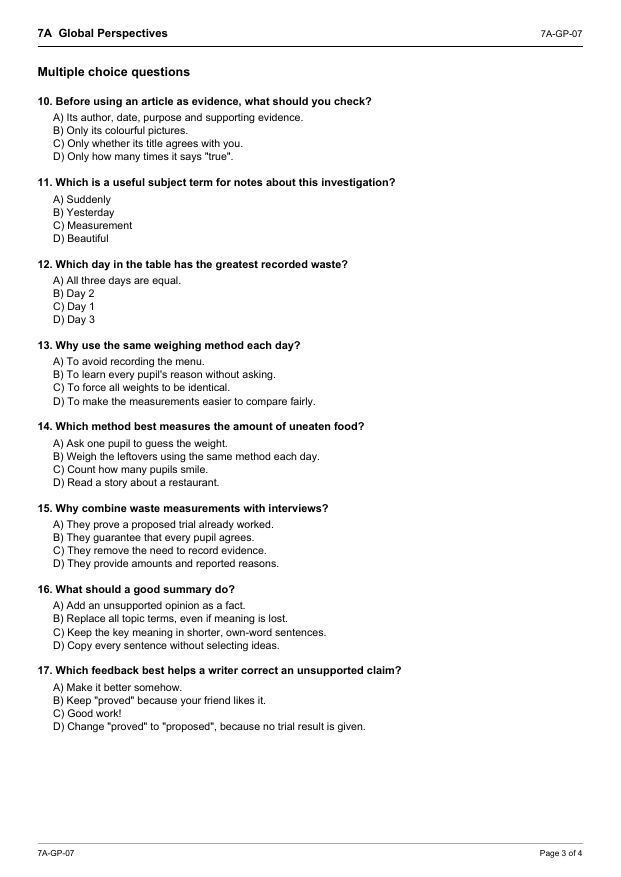 7A Global Perspectives
7A-GP-07
Multiple choice questions
10. Before using an article as evidence, what should you check?
A) Its author, date, purpose and supporting evidence.
B) Only its colourful pictures.
C) Only whether its title agrees with you.
D) Only how many times it says "true".
11. Which is a useful subject term for notes about this investigation?
A) Suddenly
B) Yesterday
C) Measurement
D) Beautiful
12. Which day in the table has the greatest recorded waste?
A) All three days are equal.
B) Day 2
C) Day 1
D) Day 3
13. Why use the same weighing method each day?
A) To avoid recording the menu.
B) To learn every pupil's reason without asking.
C) To force all weights to be identical.
D) To make the measurements easier to compare fairly.
14. Which method best measures the amount of uneaten food?
A) Ask one pupil to guess the weight.
B) Weigh the leftovers using the same method each day.
C) Count how many pupils smile.
D) Read a story about a restaurant.
15. Why combine waste measurements with interviews?
A) They prove a proposed trial already worked.
B) They guarantee that every pupil agrees.
C) They remove the need to record evidence.
D) They provide amounts and reported reasons.
16. What should a good summary do?
A) Add an unsupported opinion as a fact.
B) Replace all topic terms, even if meaning is lost.
C) Keep the key meaning in shorter, own-word sentences.
D) Copy every sentence without selecting ideas.
17. Which feedback best helps a writer correct an unsupported claim?
A) Make it better somehow.
B) Keep "proved" because your friend likes it.
C) Good work!
D) Change "proved" to "proposed", because no trial result is given.
7A-GP-07
Page 3 of 4